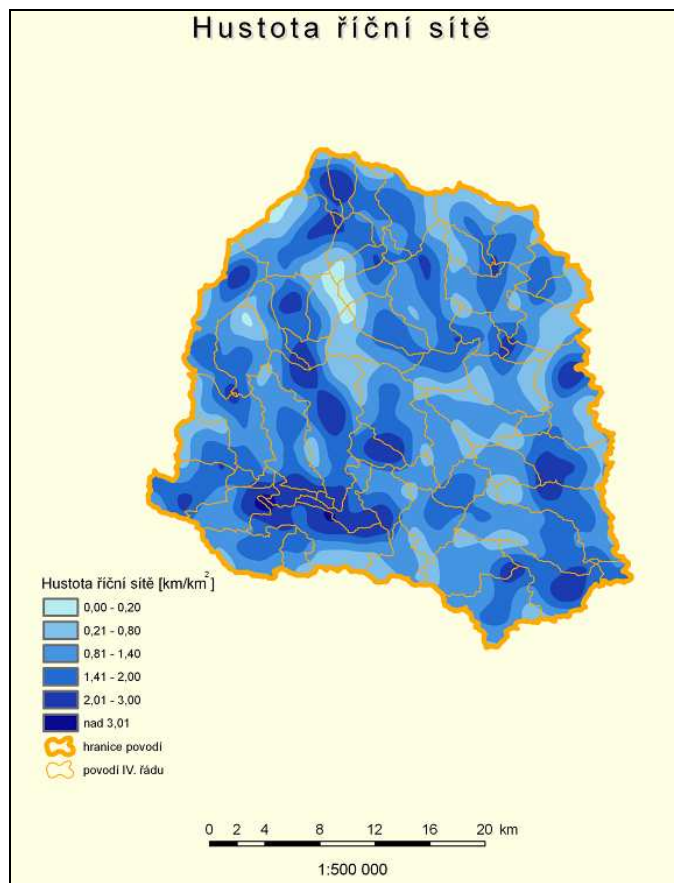 Hustota říční sítě
Hustota říční sítě [km/km²]
0,00 - 0,20
0,21 - 0,80
0,81 - 1,40
1,41 - 2,00
2,01 - 3,00
nad 3,01
hranice povodí
povodí IV. řádu
0 2 4 8 12 16 20 km
1:500 000